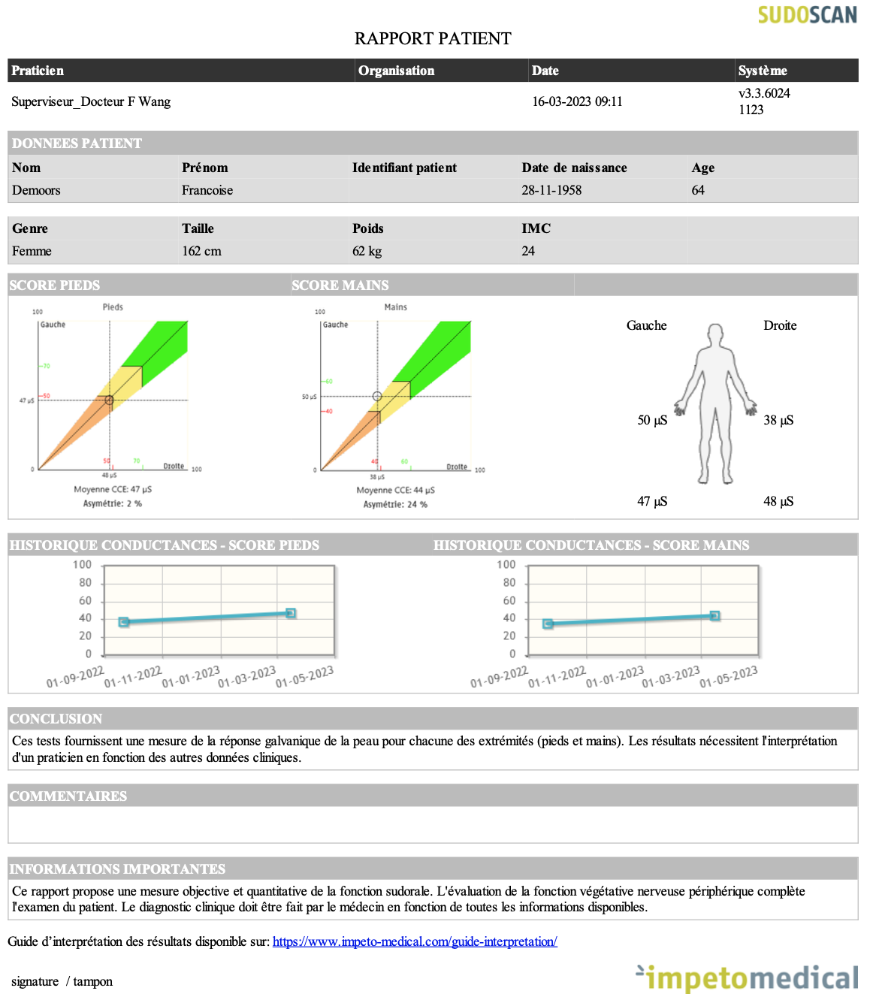 SUDOSCAN
RAPPORT PATIENT
Praticien Organisation Date Système
Superviseur_Docteur F Wang 16-03-2023 09:11 v3.3.6024
1123
DONNEES PATIENT
Nom Prénom Identifiant patient Date de naissance Age
Demoors Francoise 28-11-1958 64
Genre Taille Poids IMC
Femme 162 cm 62 kg 24
SCORE PIEDS SCORE MAINS
Pieds
100
Gauche
70
50
47 µS
0
50
70
Droite
100
48 µS
Moyenne CCE: 47 µS
Asymétrie: 2 %
Mains
100
Gauche
60
50 µS
40
0
40
60
Droite
100
38 µS
Moyenne CCE: 44 µS
Asymétrie: 24 %
Gauche Droite
50 µS 38 µS
47 µS 48 µS
HISTORIQUE CONDUCTANCES - SCORE PIEDS HISTORIQUE CONDUCTANCES - SCORE MAINS
100
80
60
40
20
0
01-09-2022 01-11-2022 01-01-2023 01-03-2023 01-05-2023
100
80
60
40
20
0
01-09-2022 01-11-2022 01-01-2023 01-03-2023 01-05-2023
CONCLUSION
Ces tests fournissent une mesure de la réponse galvanique de la peau pour chacune des extrémités (pieds et mains). Les résultats nécessitent l'interprétation
d'un praticien en fonction des autres données cliniques.
COMMENTAIRES
INFORMATIONS IMPORTANTES
Ce rapport propose une mesure objective et quantitative de la fonction sudorale. L'évaluation de la fonction végétative nerveuse périphérique complète
l'examen du patient. Le diagnostic clinique doit être fait par le médecin en fonction de toutes les informations disponibles.
Guide d’interprétation des résultats disponible sur: https://www.impeto-medical.com/guide-interpretation/
signature / tampon
impetomedical